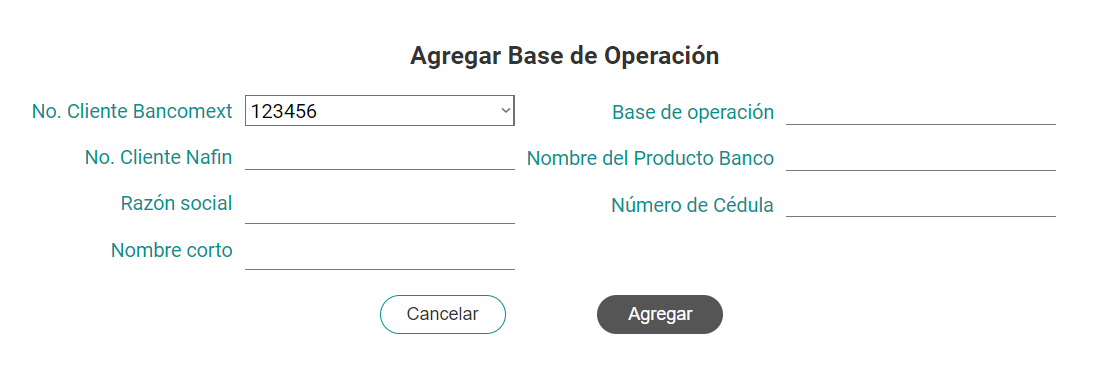 Agregar Base de Operación
No. Cliente Bancomext 123456 Base de operación
No. Cliente Nafin Nombre del Producto Banco
Razón social Número de Cédula
Nombre corto
Cancelar Agregar